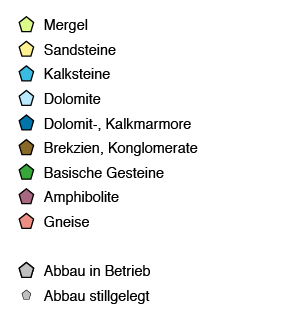 Mergel
Sandsteine
Kalksteine
Dolomite
Dolomit-, Kalkmarmore
Brekzien, Konglomerate
Basische Gesteine
Amphibolite
Gneise
Abbau in Betrieb
Abbau stillgelegt